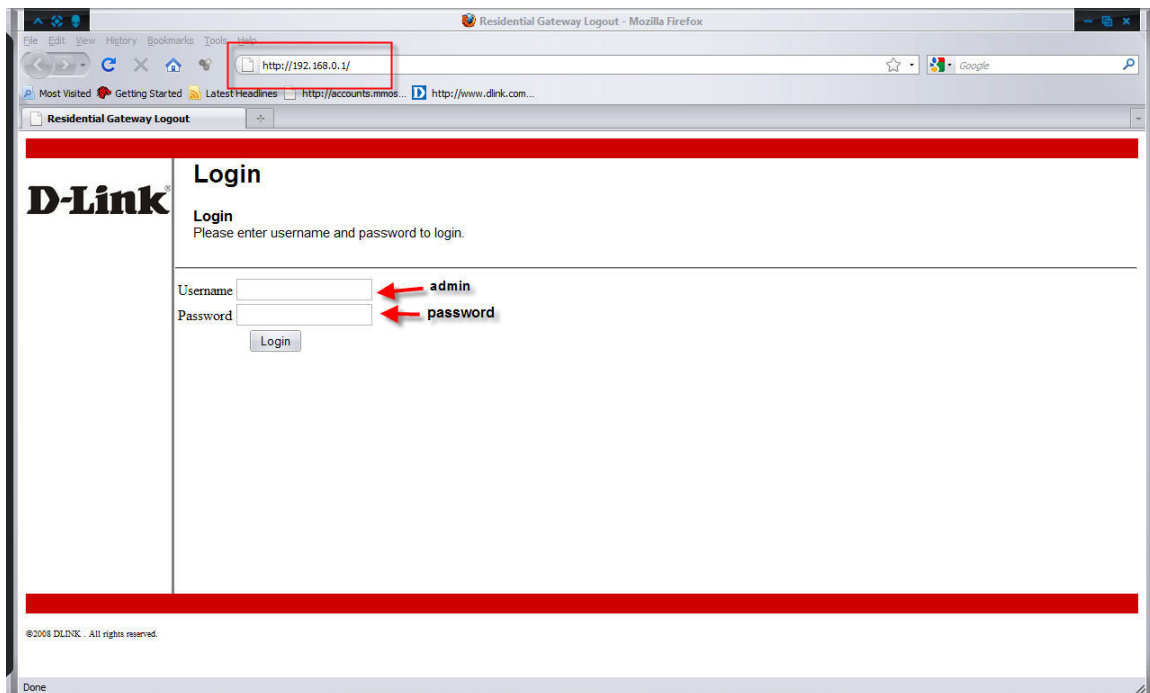 Residential Gateway Logout - Mozilla Firefox
File Edit View History Bookmarks Tools Help
http://192.168.0.1/
Google
Most Visited Getting Started Latest Headlines http://accounts.mmos... http://www.dlink.com...
Residential Gateway Logout
D-Link®
Login
Login
Please enter username and password to login.
Username admin
Password password
Login
©2008 DLINK . All rights reserved.
Done